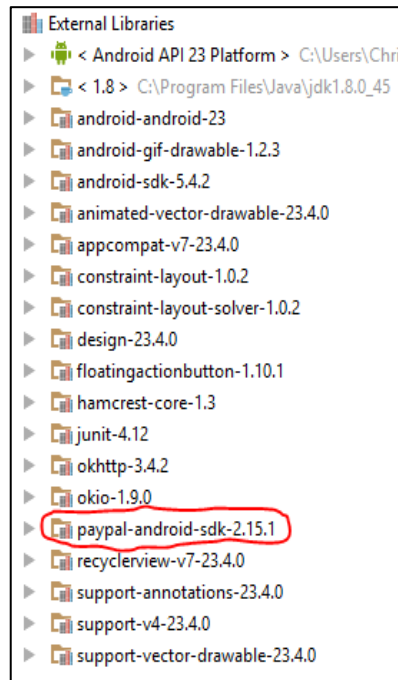 External Libraries
< Android API 23 Platform > C:\Users\Chri
< 1.8 > C:\Program Files\Java\jdk1.8.0_45
android-android-23
android-gif-drawable-1.2.3
android-sdk-5.4.2
animated-vector-drawable-23.4.0
appcompat-v7-23.4.0
constraint-layout-1.0.2
constraint-layout-solver-1.0.2
design-23.4.0
floatingactionbutton-1.10.1
hamcrest-core-1.3
junit-4.12
okhttp-3.4.2
okio-1.9.0
paypal-android-sdk-2.15.1
recyclerview-v7-23.4.0
support-annotations-23.4.0
support-v4-23.4.0
support-vector-drawable-23.4.0